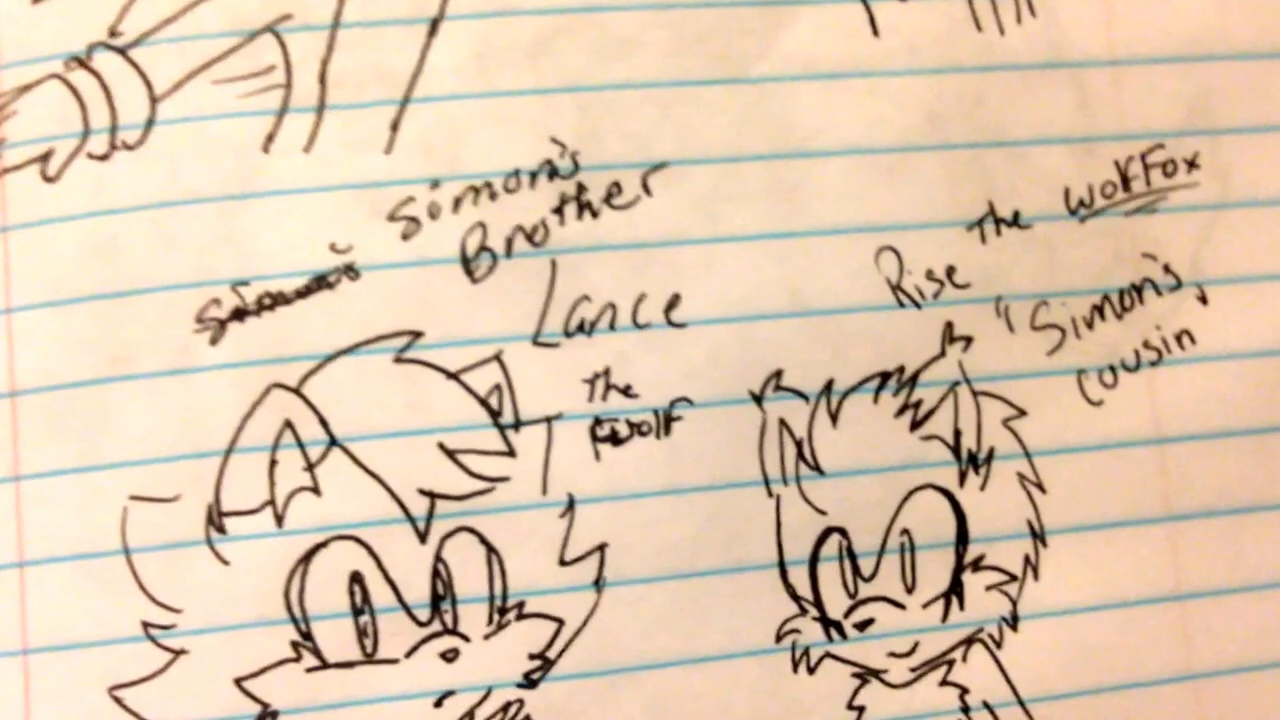 Simon's
Brother
Lance
The
Wolf
Rise The WolfFox
"Simon's
cousin